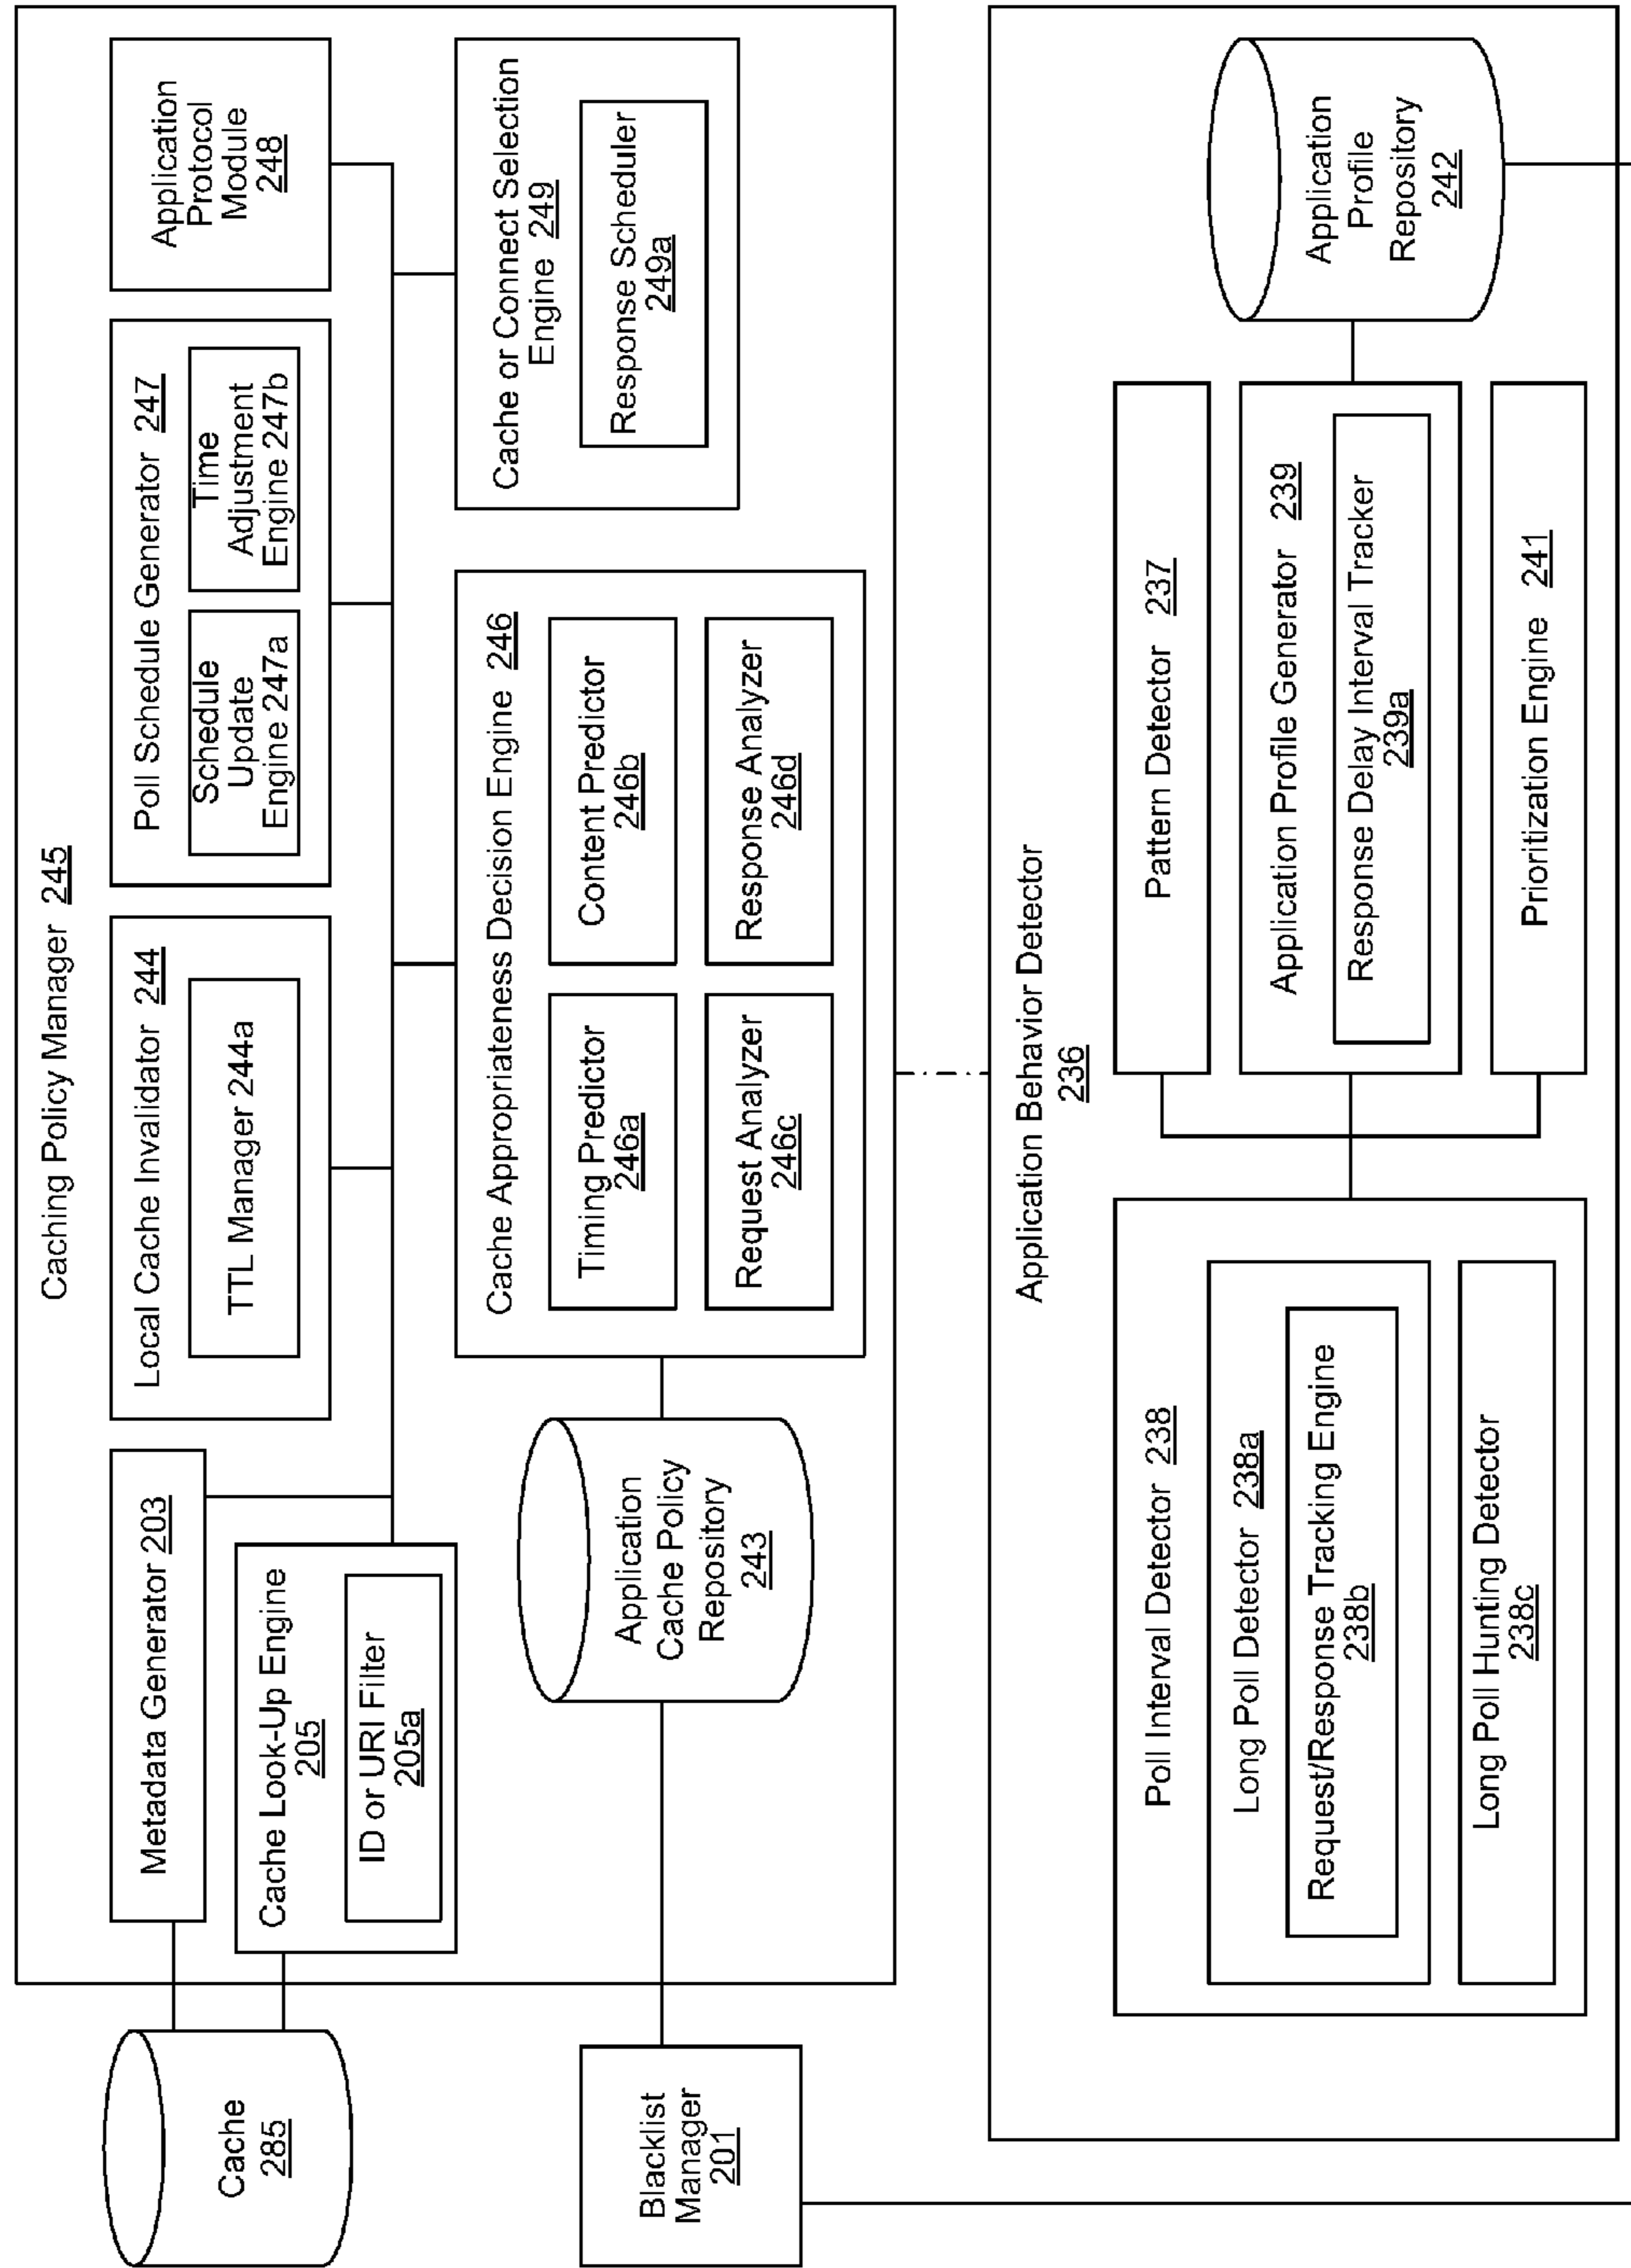 Caching Policy Manager 245
Metadata Generator 203
Cache Look-Up Engine
205
ID or URI Filter
205a
Local Cache Invalidator 244
TTL Manager 244a
Poll Schedule Generator 247
Schedule
Update
Engine 247a
Time
Adjustment
Engine 247b
Application
Protocol
Module
248
Cache
285
Blacklist
Manager
201
Application
Cache Policy
Repository
243
Cache Appropriateness Decision Engine 246
Timing Predictor
246a
Content Predictor
246b
Request Analyzer
246c
Response Analyzer
246d
Cache or Connect Selection
Engine 249
Response Scheduler
249a
Application Behavior Detector
236
Poll Interval Detector 238
Long Poll Detector 238a
Request/Response Tracking Engine
238b
Long Poll Hunting Detector
238c
Pattern Detector 237
Application Profile Generator 239
Response Delay Interval Tracker
239a
Prioritization Engine 241
Application
Profile
Repository
242